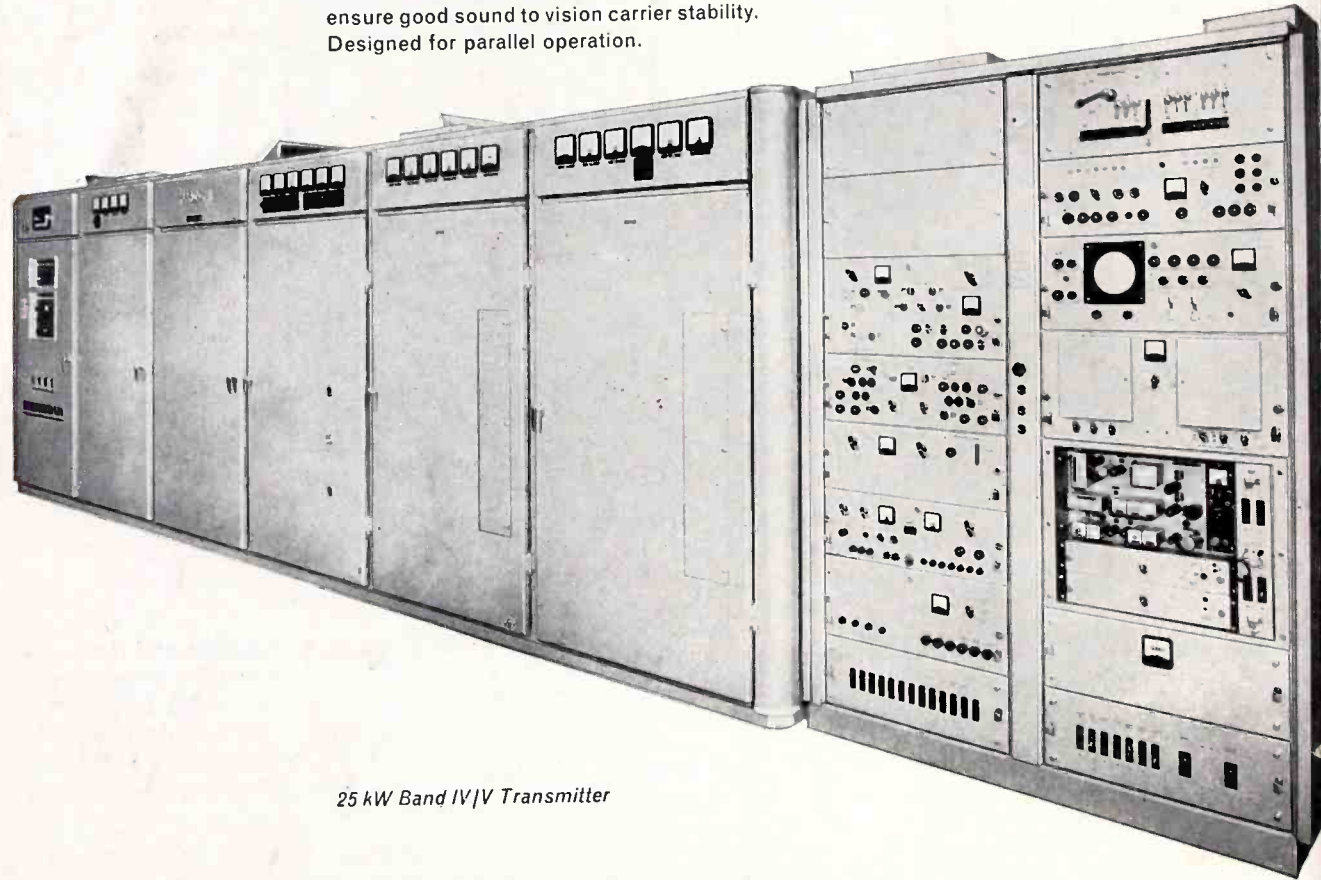 ensure good sound to vision carrier stability.
Designed for parallel operation.
25 kW Band IV/V Transmitter